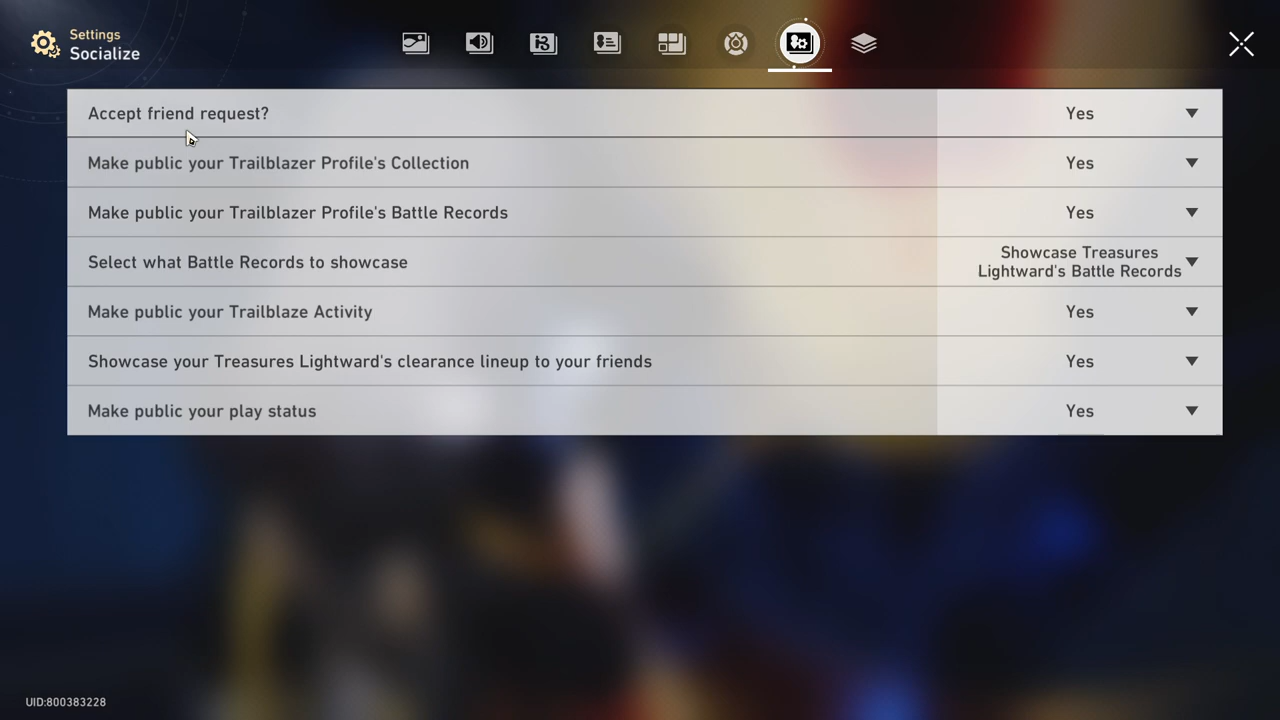 Settings
Socialize
Accept friend request?
Yes
Make public your Trailblazer Profile's Collection
Yes
Make public your Trailblazer Profile's Battle Records
Yes
Select what Battle Records to showcase
Showcase Treasures
Lightward's Battle Records
Make public your Trailblaze Activity
Yes
Showcase your Treasures Lightward's clearance lineup to your friends
Yes
Make public your play status
Yes
UID:800383228